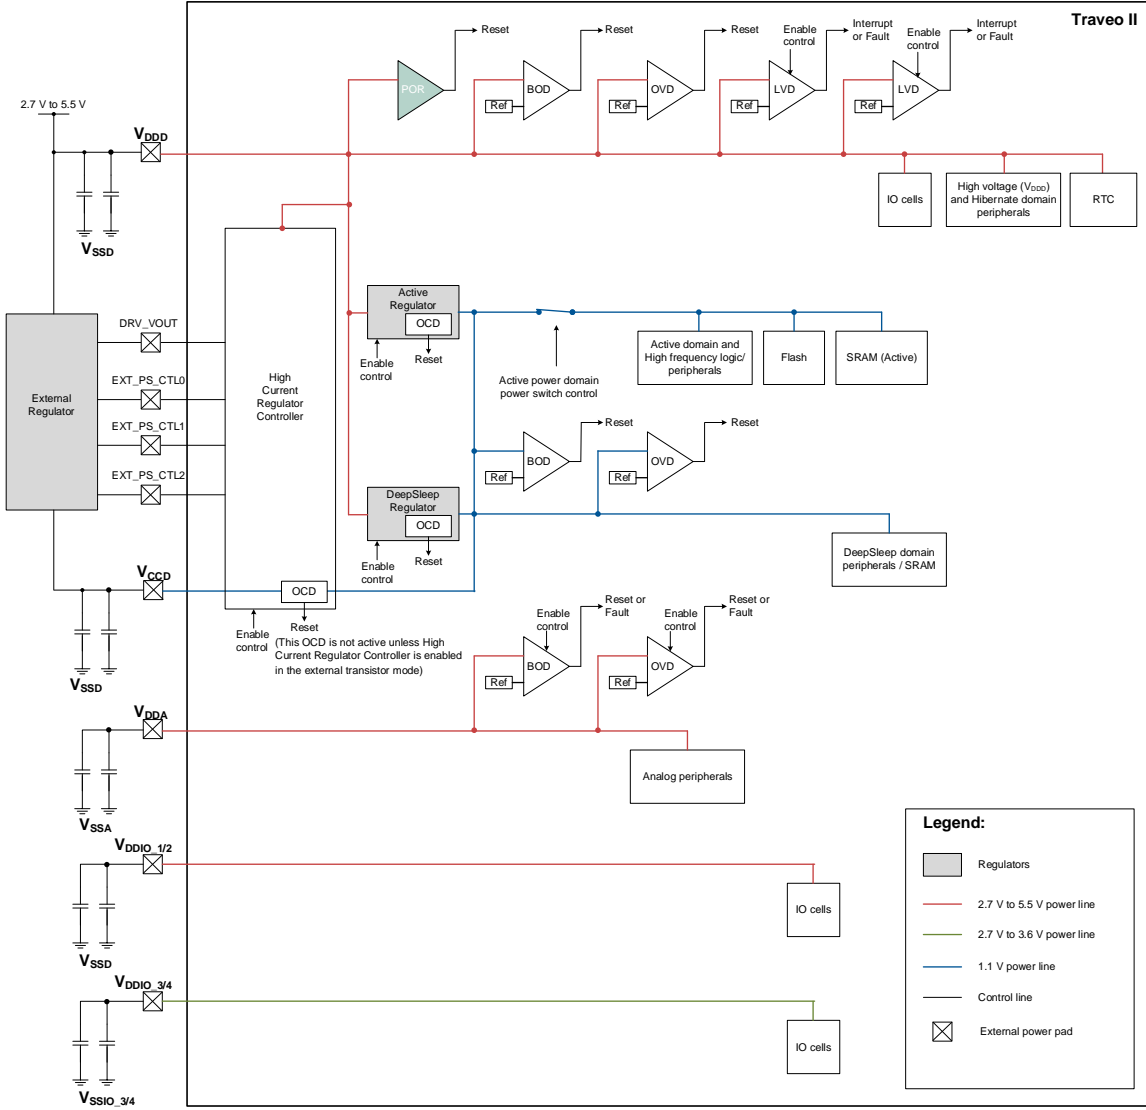 Traveo II
Reset
Reset
Reset
Enable
control
Interrupt
or Fault
Enable
control
Interrupt
or Fault
POR
BOD
OVD
LVD
LVD
Ref
Ref
Ref
Ref
2.7 V to 5.5 V
VDDD
VSSD
IO cells
High voltage (VDDD)
and Hibernate domain
peripherals
RTC
External
Regulator
DRV_VOUT
EXT_PS_CTL0
EXT_PS_CTL1
EXT_PS_CTL2
High
Current
Regulator
Controller
Active
Regulator
OCD
Enable
control
Reset
Active power domain
power switch control
Active domain and
High frequency logic/
peripherals
Flash
SRAM (Active)
Reset
Reset
BOD
OVD
Ref
Ref
DeepSleep
Regulator
OCD
Enable
control
Reset
DeepSleep domain
peripherals / SRAM
VCCD
VSSD
OCD
Enable
control
Reset
(This OCD is not active unless High
Current Regulator Controller is enabled
in the external transistor mode)
Enable
control
Reset or
Fault
Enable
control
Reset or
Fault
BOD
OVD
Ref
Ref
VDDA
VSSA
Analog peripherals
VDDIO_1/2
VSSD
IO cells
VDDIO_3/4
VSSIO_3/4
IO cells
Legend:
Regulators
2.7 V to 5.5 V power line
2.7 V to 3.6 V power line
1.1 V power line
Control line
External power pad